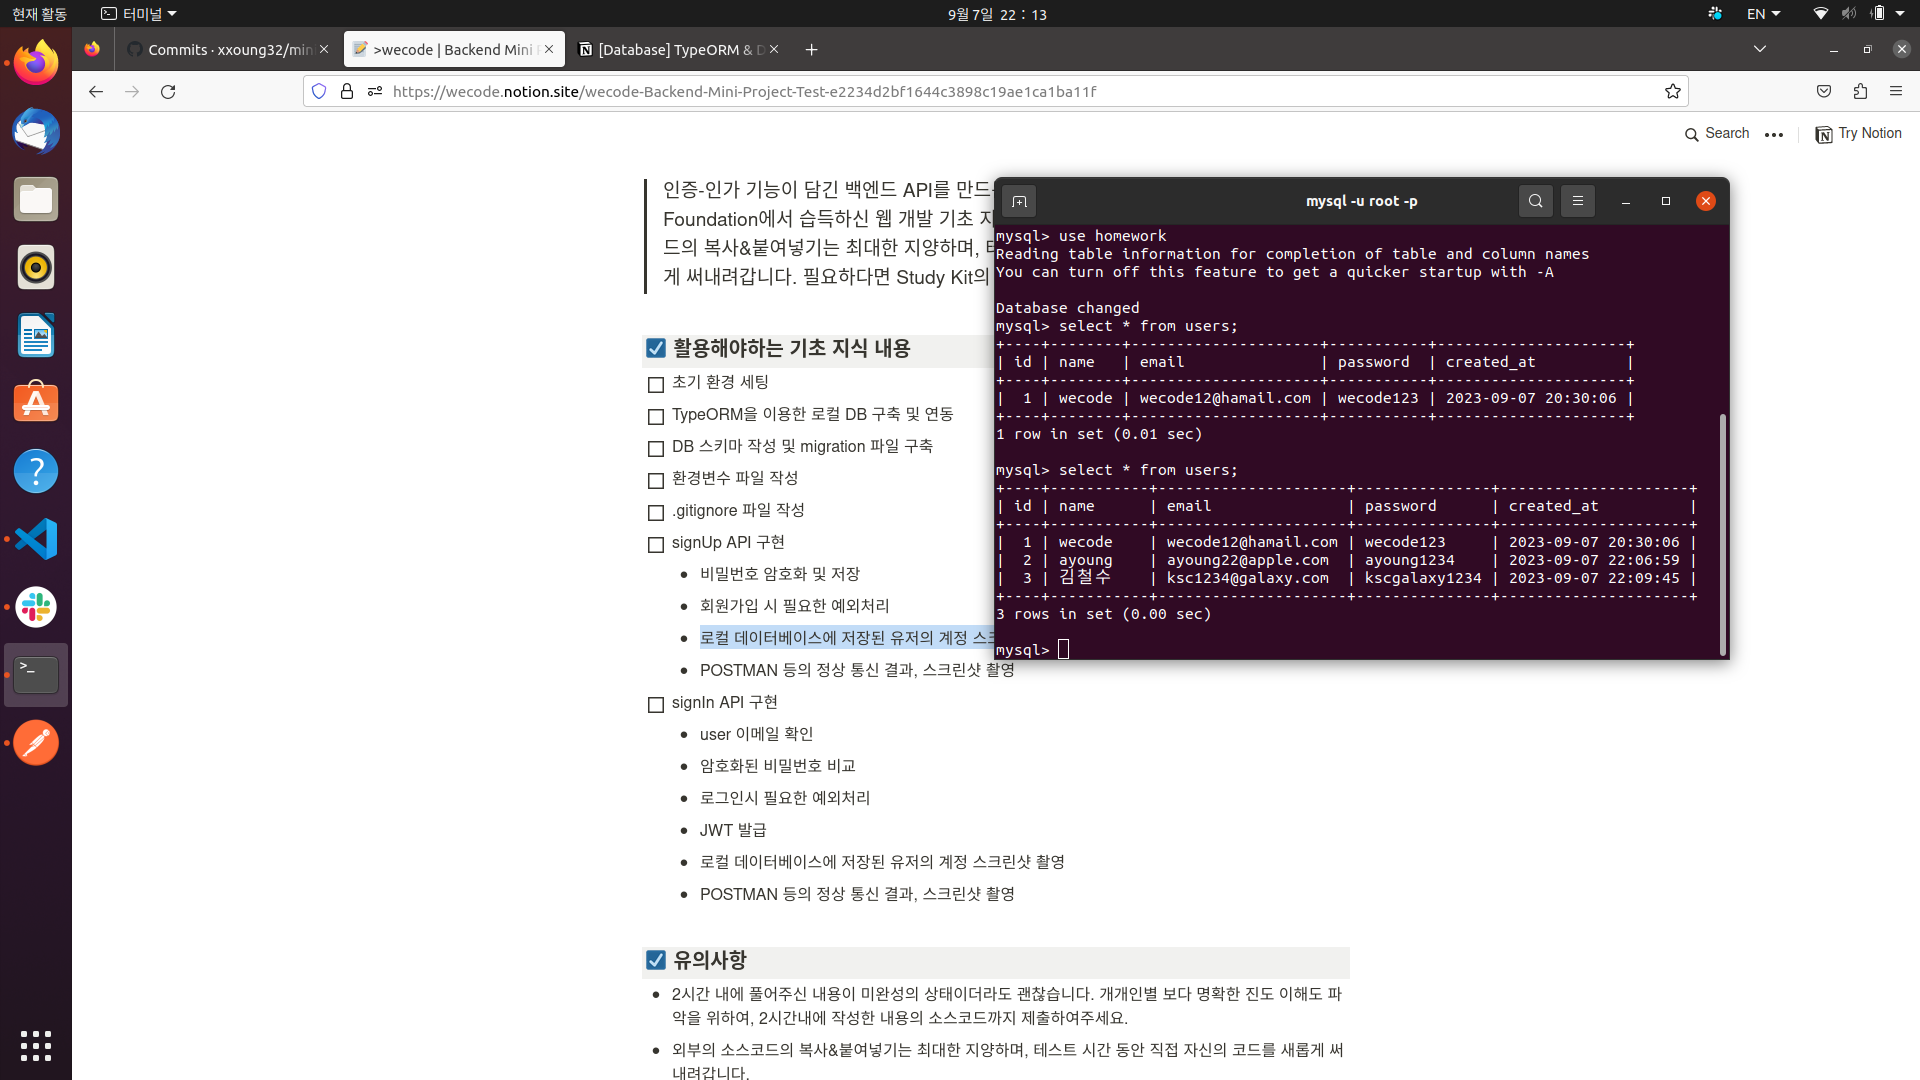 현재 활동
터미널
9월 7일 22 : 13
EN
Commits · xxoung32/min
>wecode | Backend Mini
[Database] TypeORM & D
https://wecode.notion.site/wecode-Backend-Mini-Project-Test-e2234d2bf1644c3898c19ae1ca1ba11f
Search
Try Notion
인증-인가 기능이 담긴 백엔드 API를 만드
Foundation에서 습득하신 웹 개발 기초 지
드의 복사&붙여넣기는 최대한 지양하며,
게 써내려갑니다. 필요하다면 Study Kit의
활용해야하는 기초 지식 내용
초기 환경 세팅
TypeORM을 이용한 로컬 DB 구축 및 연동
DB 스키마 작성 및 migration 파일 구축
환경변수 파일 작성
.gitignore 파일 작성
signUp API 구현
비밀번호 암호화 및 저장
회원가입 시 필요한 예외처리
로컬 데이터베이스에 저장된 유저의 계정 스크
POSTMAN 등의 정상 통신 결과, 스크린샷 촬영
signIn API 구현
user 이메일 확인
암호화된 비밀번호 비교
로그인시 필요한 예외처리
JWT 발급
로컬 데이터베이스에 저장된 유저의 계정 스크린샷 촬영
POSTMAN 등의 정상 통신 결과, 스크린샷 촬영
유의사항
2시간 내에 풀어주신 내용이 미완성의 상태이더라도 괜찮습니다. 개개인별 보다 명확한 진도 이해도 파
악을 위하여, 2시간내에 작성한 내용의 소스코드까지 제출하여주세요.
외부의 소스코드의 복사&붙여넣기는 최대한 지양하며, 테스트 시간 동안 직접 자신의 코드를 새롭게 써
내려갑니다.
mysql -u root -p
mysql> use homework
Reading table information for completion of table and column names
You can turn off this feature to get a quicker startup with -A
Database changed
mysql> select * from users;
+----+--------+---------------------+-----------+---------------------+
| id | name   | email               | password  | created_at          |
+----+--------+---------------------+-----------+---------------------+
|  1 | wecode | wecode12@hamail.com | wecode123 | 2023-09-07 20:30:06 |
+----+--------+---------------------+-----------+---------------------+
1 row in set (0.01 sec)
mysql> select * from users;
+----+-----------+---------------------+---------------+---------------------+
| id | name      | email               | password      | created_at          |
+----+-----------+---------------------+---------------+---------------------+
|  1 | wecode    | wecode12@hamail.com | wecode123     | 2023-09-07 20:30:06 |
|  2 | ayoung    | ayoung22@apple.com  | ayoung1234    | 2023-09-07 22:06:59 |
|  3 | 김철수    | ksc1234@galaxy.com  | kscgalaxy1234 | 2023-09-07 22:09:45 |
+----+-----------+---------------------+---------------+---------------------+
3 rows in set (0.00 sec)
mysql>